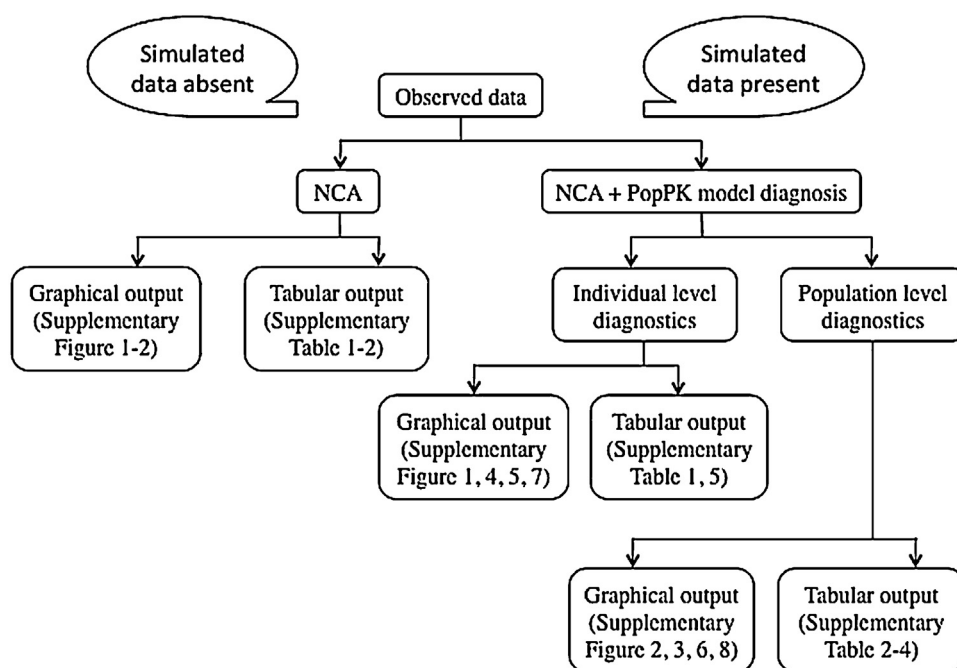 Simulated
data absent
Simulated
data present
Observed data
NCA
NCA + PopPK model diagnosis
Graphical output
(Supplementary
Figure 1-2)
Tabular output
(Supplementary
Table 1-2)
Individual level
diagnostics
Population level
diagnostics
Graphical output
(Supplementary
Figure 1, 4, 5, 7)
Tabular output
(Supplementary
Table 1, 5)
Graphical output
(Supplementary
Figure 2, 3, 6, 8)
Tabular output
(Supplementary
Table 2-4)